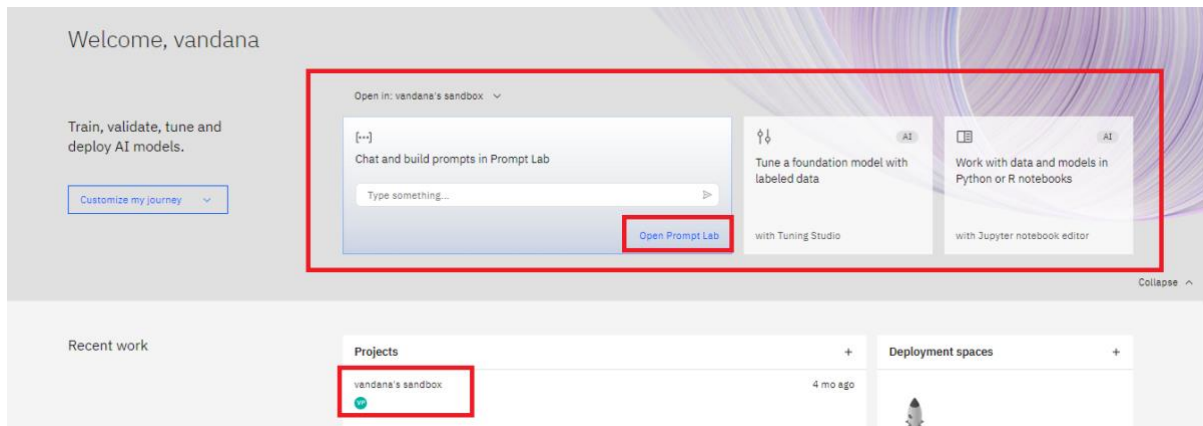 Welcome, vandana
Train, validate, tune and
deploy AI models.
Customize my journey
Open in: vandana's sandbox
[...]
Chat and build prompts in Prompt Lab
Type something...
Open Prompt Lab
AI
Tune a foundation model with
labeled data
with Tuning Studio
AI
Work with data and models in
Python or R notebooks
with Jupyter notebook editor
Collapse
Recent work
Projects +
vandana's sandbox 4 mo ago
VP
Deployment spaces +